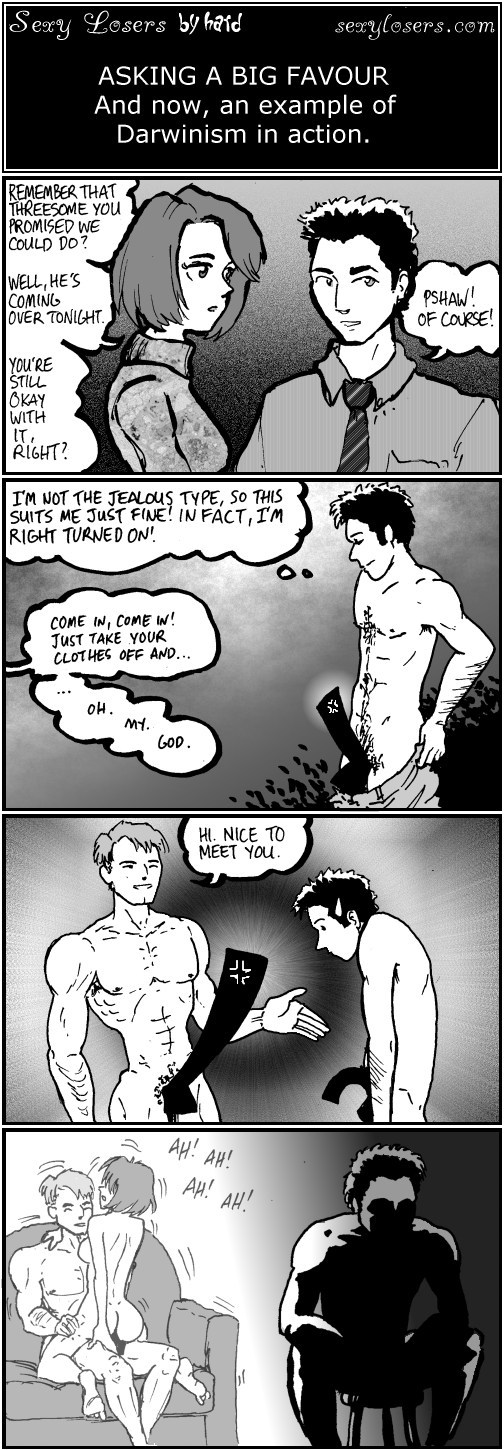 Sexy Losers by hard
sexylosers.com
ASKING A BIG FAVOUR
And now, an example of
Darwinism in action.
REMEMBER THAT
THREESOME YOU
PROMISED WE
COULD DO?
WELL, HE'S
COMING
OVER TONIGHT.
YOU'RE
STILL
OKAY
WITH
IT,
RIGHT?
PSHAW!
OF COURSE!
I'M NOT THE JEALOUS TYPE, SO THIS
SUITS ME JUST FINE! IN FACT, I'M
RIGHT TURNED ON!
COME IN, COME IN!
JUST TAKE YOUR
CLOTHES OFF AND...
...
OH.
MY.
GOD.
HI. NICE TO
MEET YOU.
AH! AH!
AH! AH!